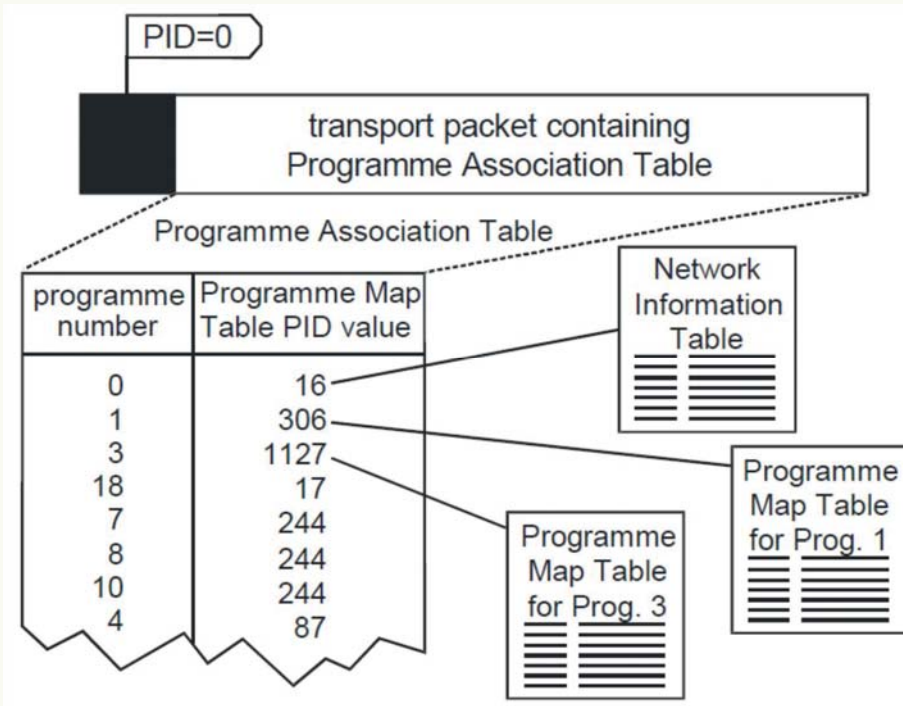 PID=0
transport packet containing
Programme Association Table
Programme Association Table
programme
number
Programme Map
Table PID value
0 16
1 306
3 1127
18 17
7 244
8 244
10 244
4 87
Network
Information
Table
Programme
Map Table
for Prog. 1
Programme
Map Table
for Prog. 3